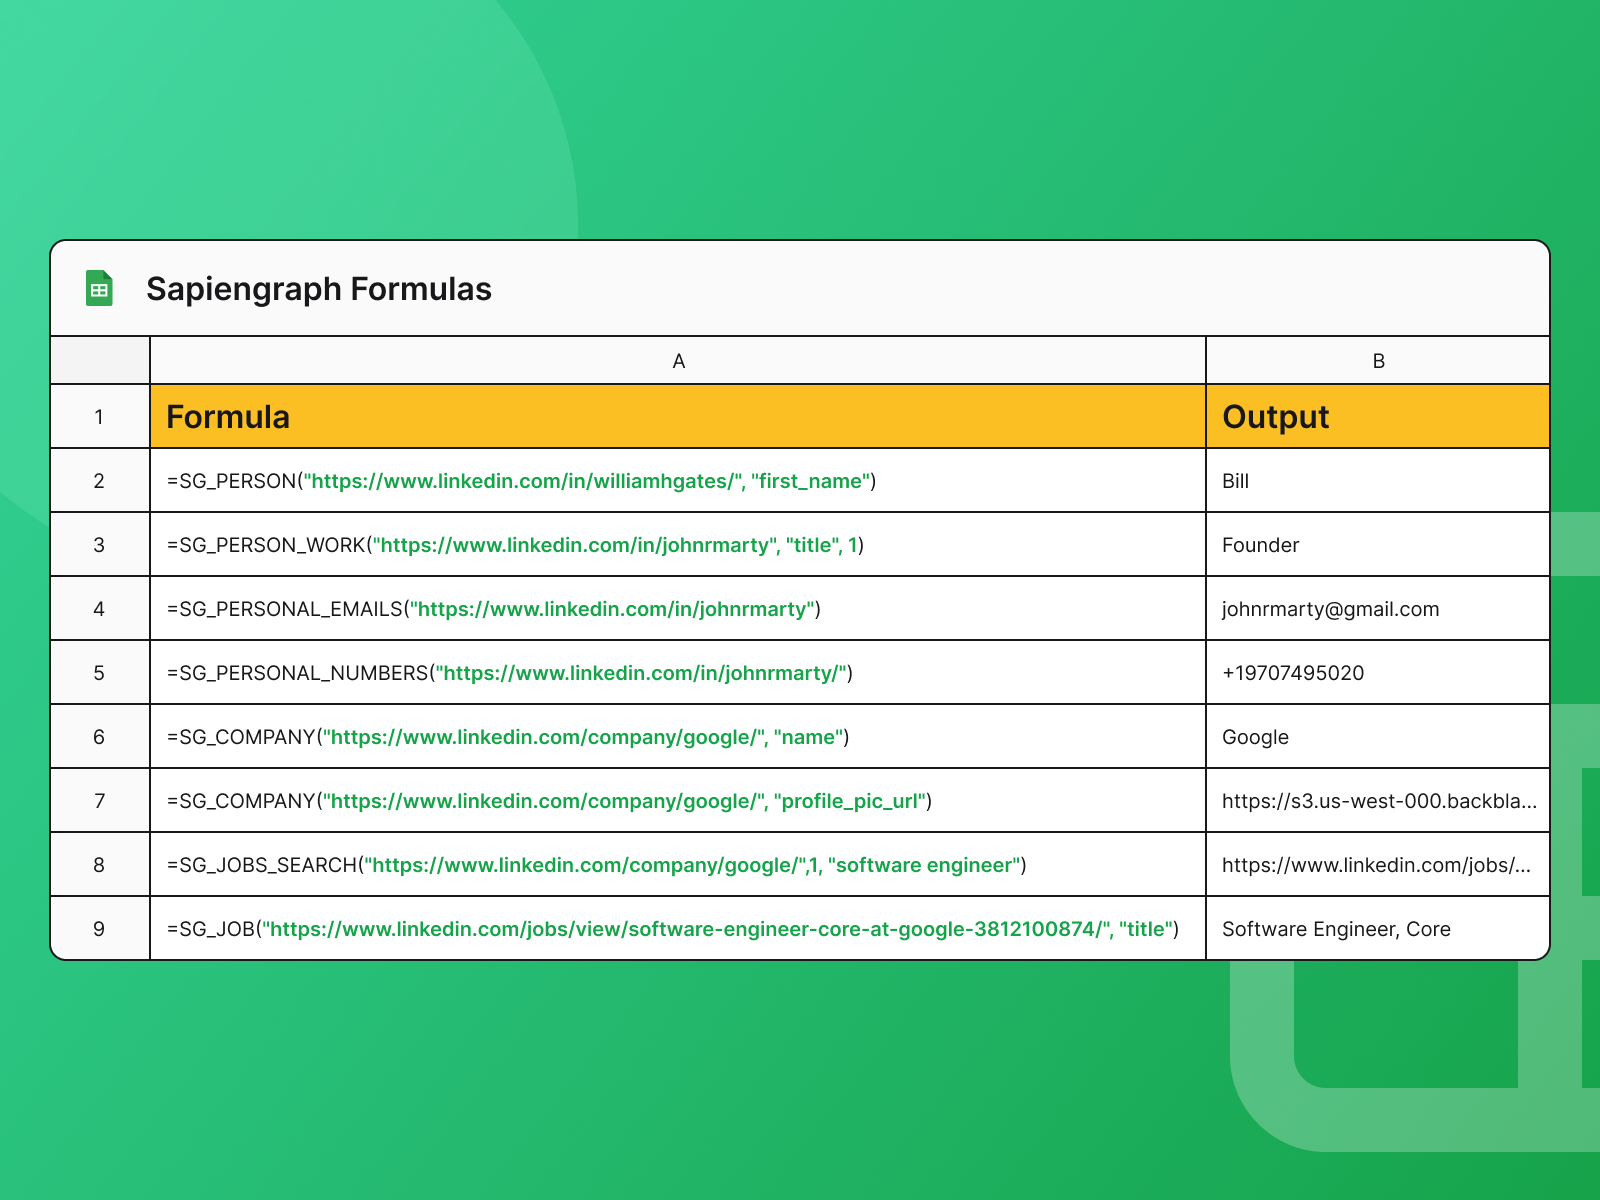 Sapiengraph Formulas
A B
1 Formula Output
2 =SG_PERSON("https://www.linkedin.com/in/williamhgates/", "first_name") Bill
3 =SG_PERSON_WORK("https://www.linkedin.com/in/johnrmarty", "title", 1) Founder
4 =SG_PERSONAL_EMAILS("https://www.linkedin.com/in/johnrmarty") johnrmarty@gmail.com
5 =SG_PERSONAL_NUMBERS("https://www.linkedin.com/in/johnrmarty/") +19707495020
6 =SG_COMPANY("https://www.linkedin.com/company/google/", "name") Google
7 =SG_COMPANY("https://www.linkedin.com/company/google/", "profile_pic_url") https://s3.us-west-000.backbla...
8 =SG_JOBS_SEARCH("https://www.linkedin.com/company/google/",1, "software engineer") https://www.linkedin.com/jobs/...
9 =SG_JOB("https://www.linkedin.com/jobs/view/software-engineer-core-at-google-3812100874/", "title") Software Engineer, Core